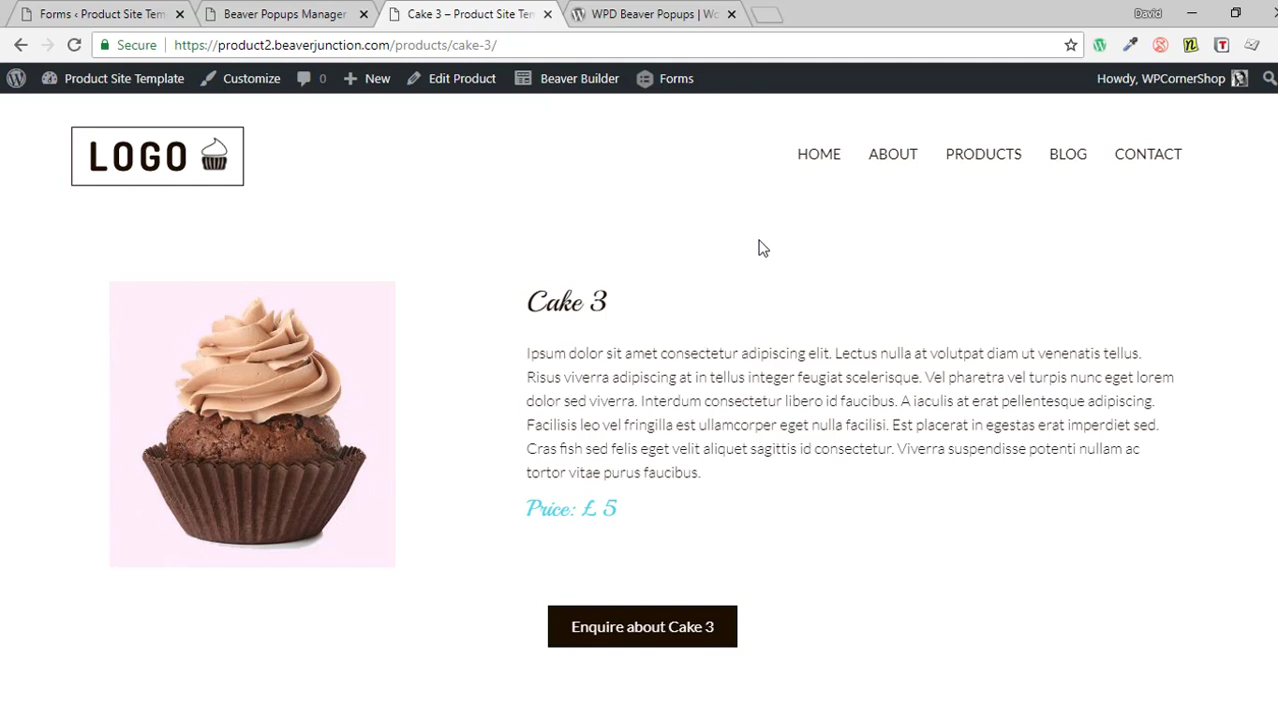 Forms ‹ Product Site Tem
Beaver Popups Manager
Cake 3 – Product Site Ten
WPD Beaver Popups | Wo
David
Secure
https://product2.beaverjunction.com/products/cake-3/
Product Site Template
Customize
0
New
Edit Product
Beaver Builder
Forms
Howdy, WPCornerShop
LOGO
HOME
ABOUT
PRODUCTS
BLOG
CONTACT
Cake 3
Ipsum dolor sit amet consectetur adipiscing elit. Lectus nulla at volutpat diam ut venenatis tellus.
Risus viverra adipiscing at in tellus integer feugiat scelerisque. Vel pharetra vel turpis nunc eget lorem
dolor sed viverra. Interdum consectetur libero id faucibus. A iaculis at erat pellentesque adipiscing.
Facilisis leo vel fringilla est ullamcorper eget nulla facilisi. Est placerat in egestas erat imperdiet sed.
Cras fish sed felis eget velit aliquet sagittis id consectetur. Viverra suspendisse potenti nullam ac
tortor vitae purus faucibus.
Price: £ 5
Enquire about Cake 3